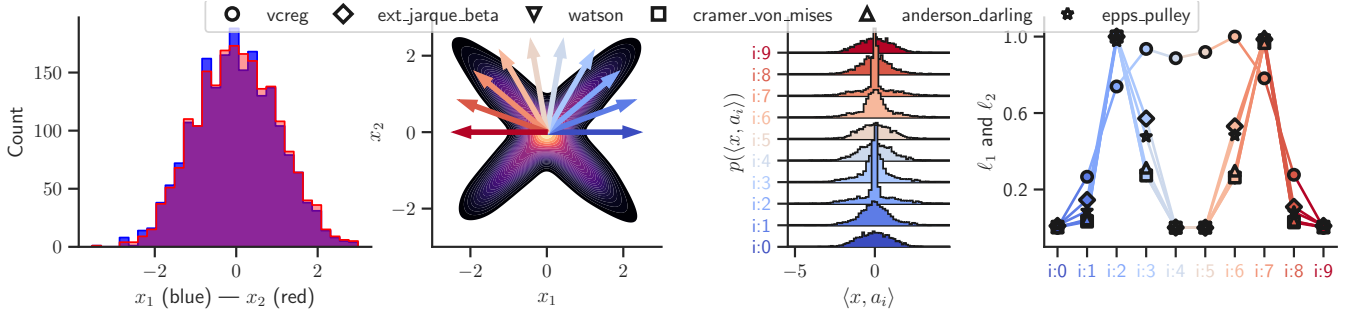 vcreg ext_jarque_beta watson cramer_von_mises anderson_darling epps_pulley
Count
150
100
50
0
−2 0 2
x₁ (blue) — x₂ (red)
x₂
2
0
−2
−2 0 2
x₁
p(⟨x, aᵢ⟩)
i:9
i:8
i:7
i:6
i:5
i:4
i:3
i:2
i:1
i:0
−5 0
⟨x, aᵢ⟩
ℓ₁ and ℓ₂
1.0
0.6
0.2
i:0 i:1 i:2 i:3 i:4 i:5 i:6 i:7 i:8 i:9